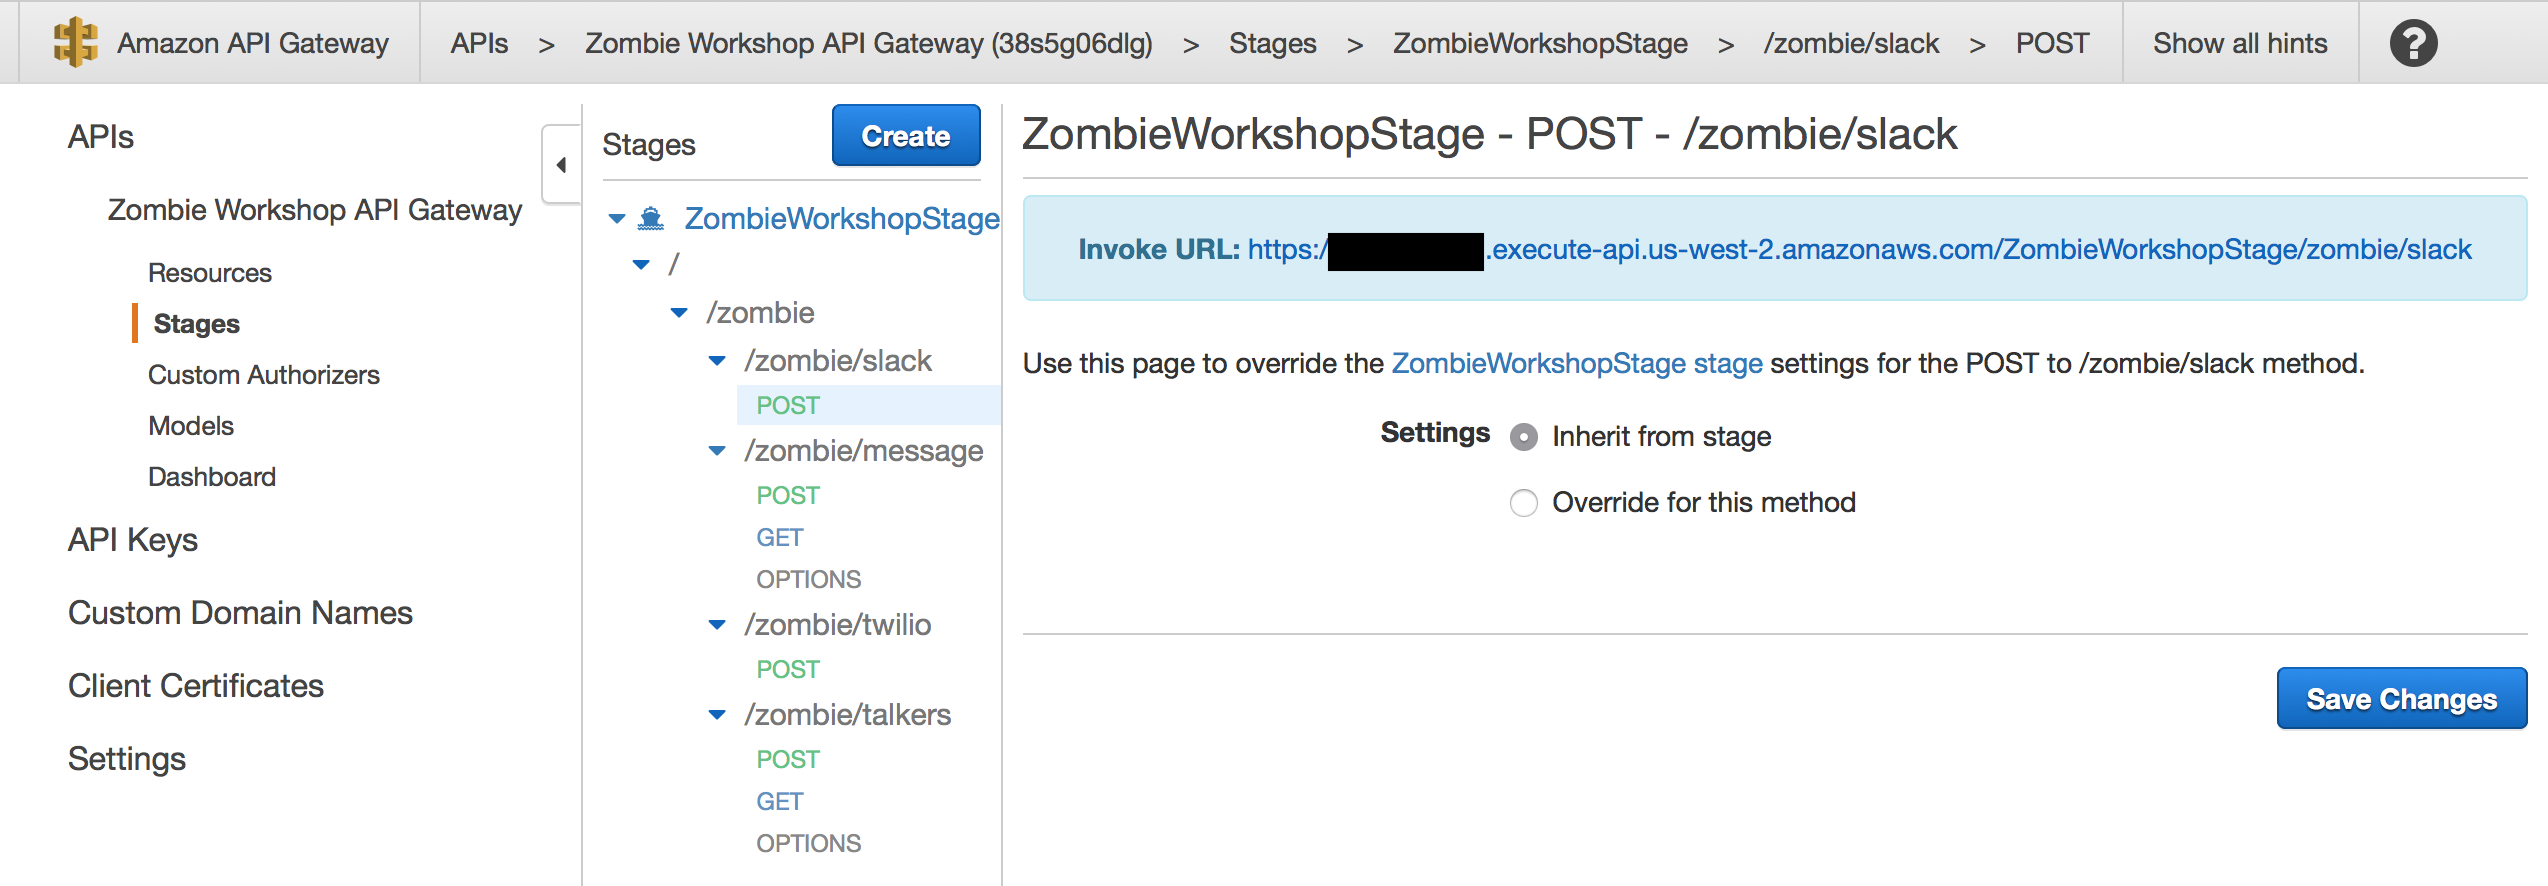 Amazon API Gateway
APIs > Zombie Workshop API Gateway (38s5g06dlg) > Stages > ZombieWorkshopStage > /zombie/slack > POST
Show all hints
?
APIs
Zombie Workshop API Gateway
Resources
Stages
Custom Authorizers
Models
Dashboard
API Keys
Custom Domain Names
Client Certificates
Settings
Stages
Create
ZombieWorkshopStage
/
/zombie
/zombie/slack
POST
/zombie/message
POST
GET
OPTIONS
/zombie/twilio
POST
/zombie/talkers
POST
GET
OPTIONS
ZombieWorkshopStage - POST - /zombie/slack
Invoke URL: https:/ .execute-api.us-west-2.amazonaws.com/ZombieWorkshopStage/zombie/slack
Use this page to override the ZombieWorkshopStage stage settings for the POST to /zombie/slack method.
Settings
Inherit from stage
Override for this method
Save Changes